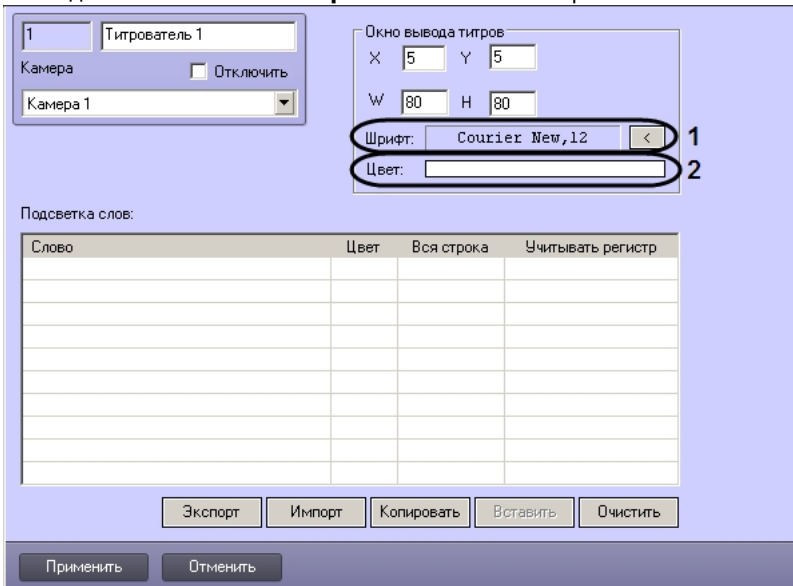 1 Титрователь 1
Камера Отключить
Камера 1
Окно вывода титров
X 5 Y 5
W 80 H 80
Шрифт: Courier New,12 < 1
Цвет: 2
Подсветка слов:
Слово Цвет Вся строка Учитывать регистр
Экспорт Импорт Копировать Вставить Очистить
Применить Отменить